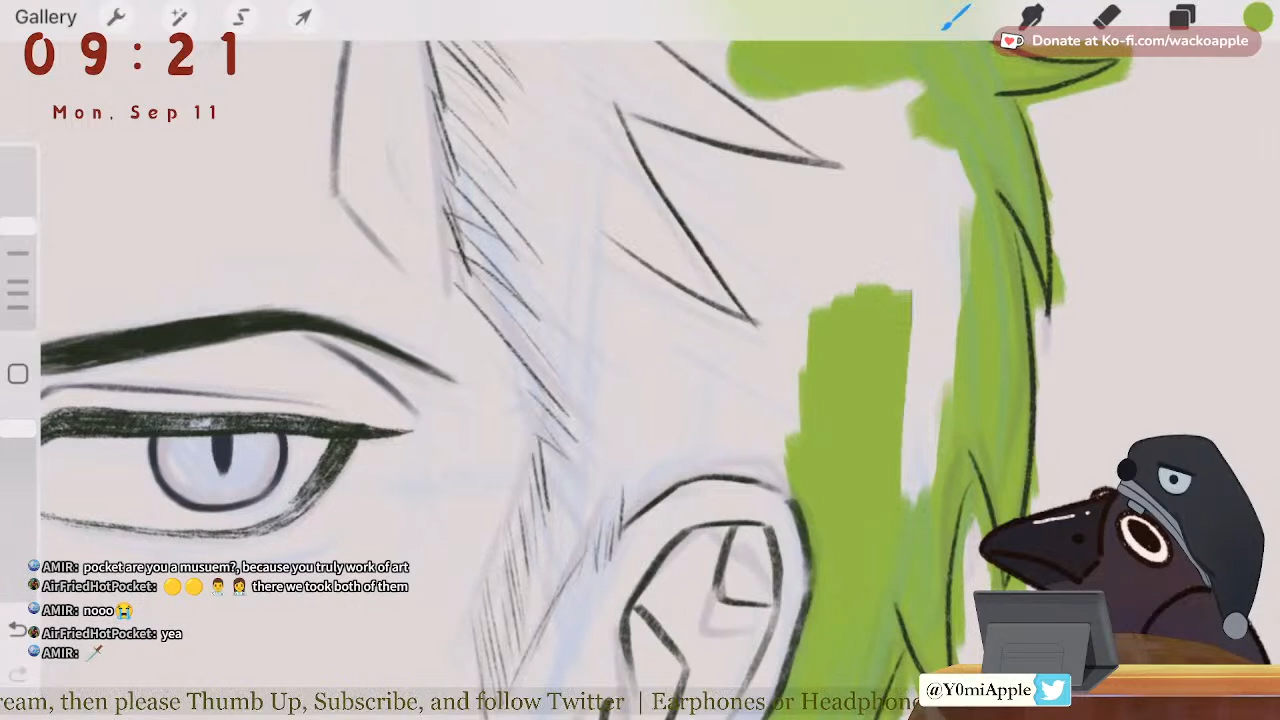 Gallery
Donate at Ko-fi.com/wackoapple
09:21
Mon, Sep 11
AMIR: pocket are you a musuem?, because you truly work of art
AirFriedHotPocket: 🟡🟡👨‍⚕️👩‍⚕️ there we took both of them
AMIR: nooo😭
AirFriedHotPocket: yea
AMIR: 🗡️
@Y0miApple
ream, then please Thumb Up, Subscribe, and follow Twitter | Earphones or Headphone